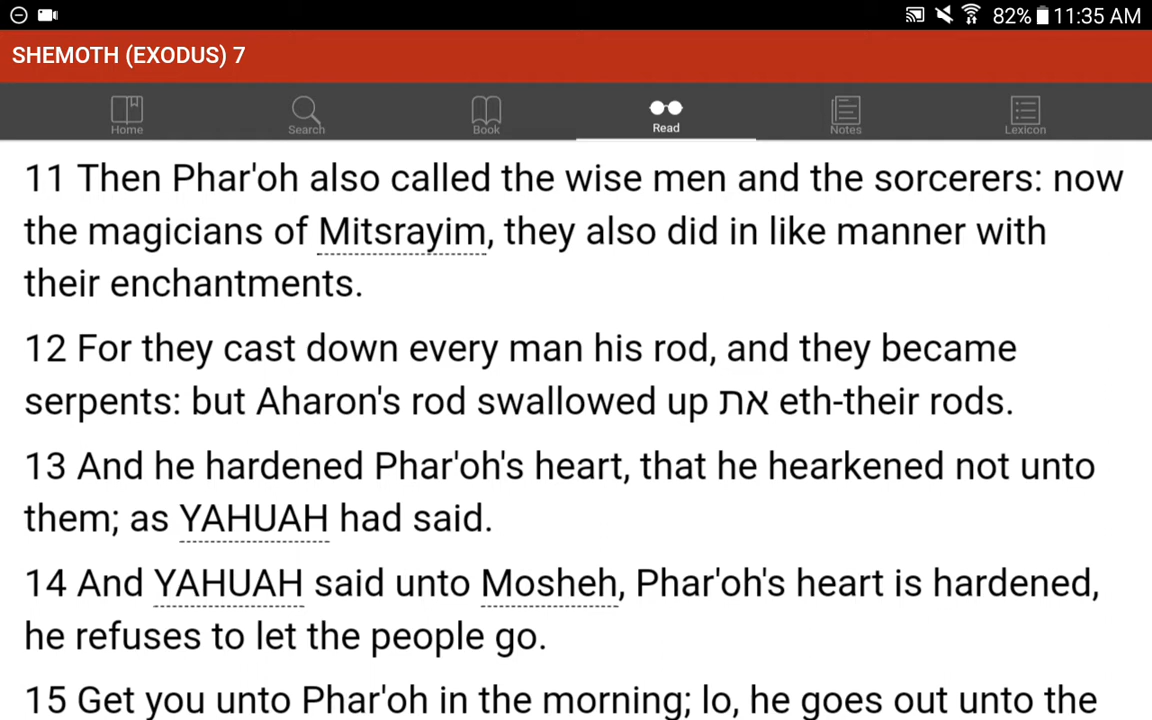 82% 11:35 AM
SHEMOTH (EXODUS) 7
Home Search Book Read Notes Lexicon
11 Then Phar'oh also called the wise men and the sorcerers: now
the magicians of Mitsrayim, they also did in like manner with
their enchantments.
12 For they cast down every man his rod, and they became
serpents: but Aharon's rod swallowed up את eth-their rods.
13 And he hardened Phar'oh's heart, that he hearkened not unto
them; as YAHUAH had said.
14 And YAHUAH said unto Mosheh, Phar'oh's heart is hardened,
he refuses to let the people go.
15 Get you unto Phar'oh in the morning; lo, he goes out unto the